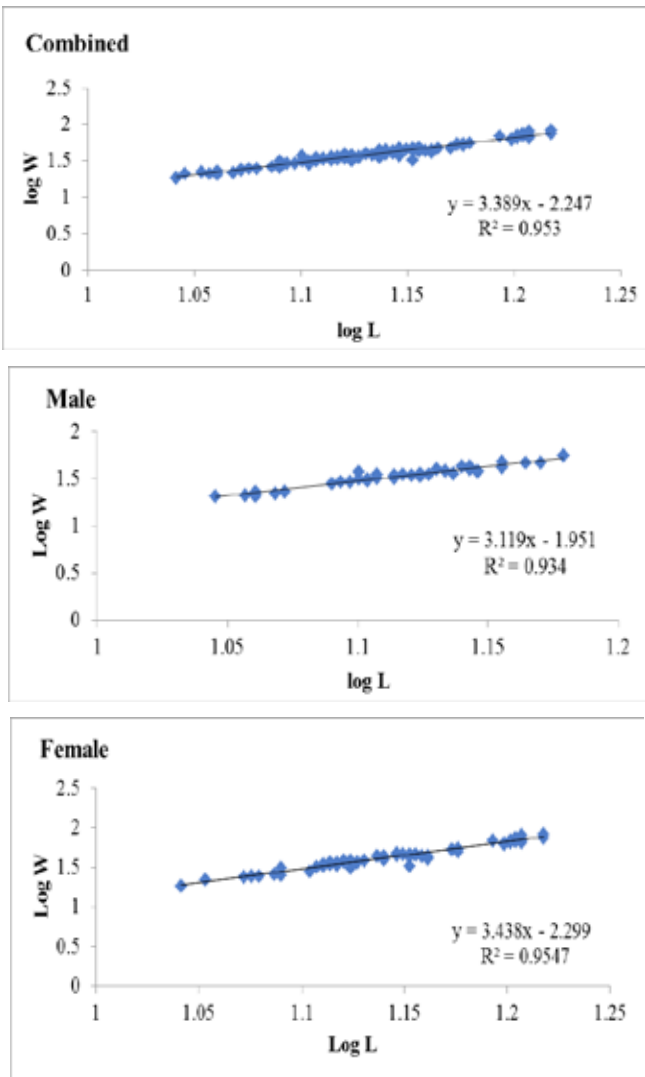 Combined
2.5
2
1.5
1
0.5
0
log W
y = 3.389x - 2.247
R² = 0.953
1 1.05 1.1 1.15 1.2 1.25
log L
Male
2
1.5
1
0.5
0
Log W
y = 3.119x - 1.951
R² = 0.934
1 1.05 1.1 1.15 1.2
log L
Female
2.5
2
1.5
1
0.5
0
Log W
y = 3.438x - 2.299
R² = 0.9547
1 1.05 1.1 1.15 1.2 1.25
Log L